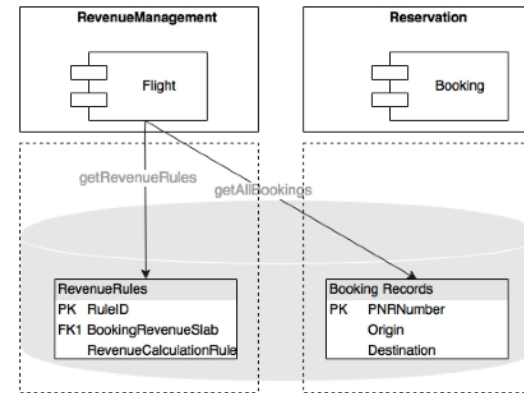 RevenueManagement
Reservation
Flight
Booking
getRevenueRules
getAllBookings
RevenueRules
PK RuleID
FK1 BookingRevenueSlab
RevenueCalculationRule
Booking Records
PK PNRNumber
Origin
Destination